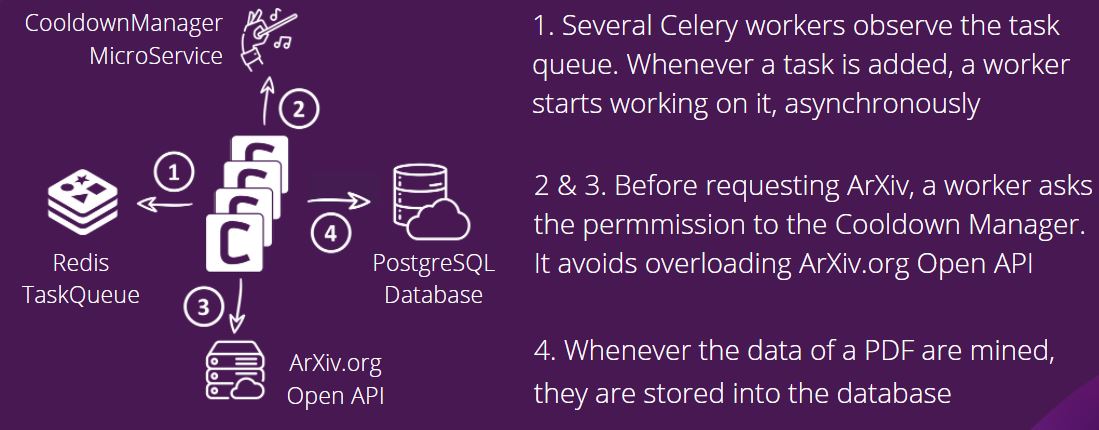 CooldownManager
MicroService
2
1
C
C
C
C
4
Redis
TaskQueue
PostgreSQL
Database
3
ArXiv.org
Open API
1. Several Celery workers observe the task
queue. Whenever a task is added, a worker
starts working on it, asynchronously
2 & 3. Before requesting ArXiv, a worker asks
the permmission to the Cooldown Manager.
It avoids overloading ArXiv.org Open API
4. Whenever the data of a PDF are mined,
they are stored into the database